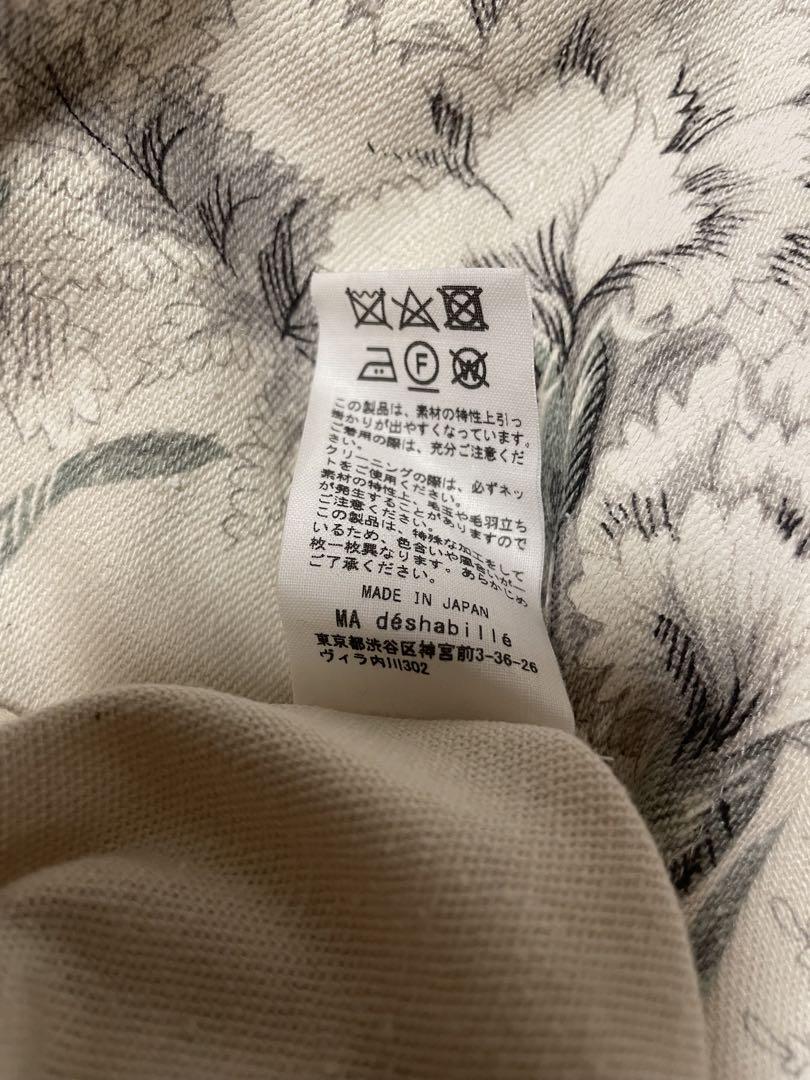 F
W
この製品は、素材の特性上引っ
掛かりが出やすくなっています。
ご着用の際は、充分ご注意くだ
さい。
クリーニングの際は、必ずネッ
トをご使用ください。
素材の特性上、毛玉や毛羽立ち
が発生することがありますので
ご注意ください。
この製品は、特殊な加工をして
いるため、色合いや風合いが一
枚一枚異なります。あらかじめ
ご了承ください。
MADE IN JAPAN
MA déshabillé
東京都渋谷区神宮前3-36-26
ヴィラ内川302